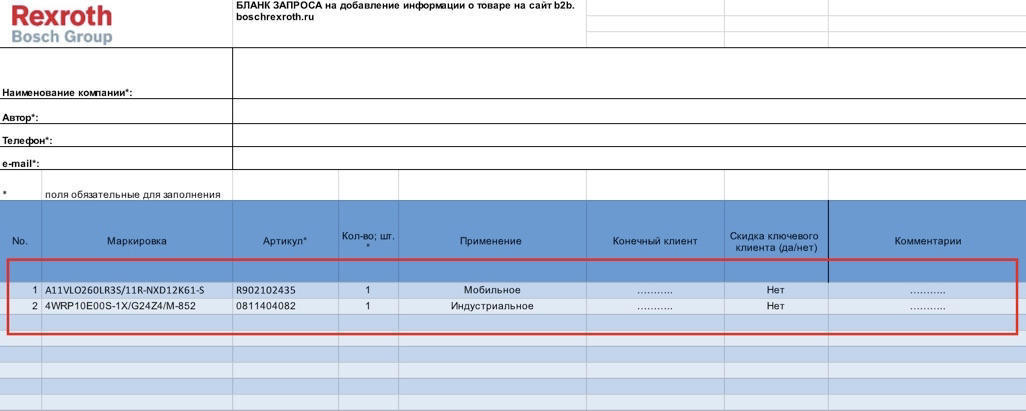 Rexroth
Bosch Group
БЛАНК ЗАПРОСА на добавление информации о товаре на сайт b2b.
boschrexroth.ru
Наименование компании*:
Автор*:
Телефон*:
e-mail*:
* поля обязательные для заполнения
No. Маркировка Артикул* Кол-во; шт. * Применение Конечный клиент Скидка ключевого клиента (да/нет) Комментарии
1 A11VLO260LR3S/11R-NXD12K61-S R902102435 1 Мобильное ........... Нет ...........
2 4WRP10E00S-1X/G24Z4/M-852 0811404082 1 Индустриальное ........... Нет ...........